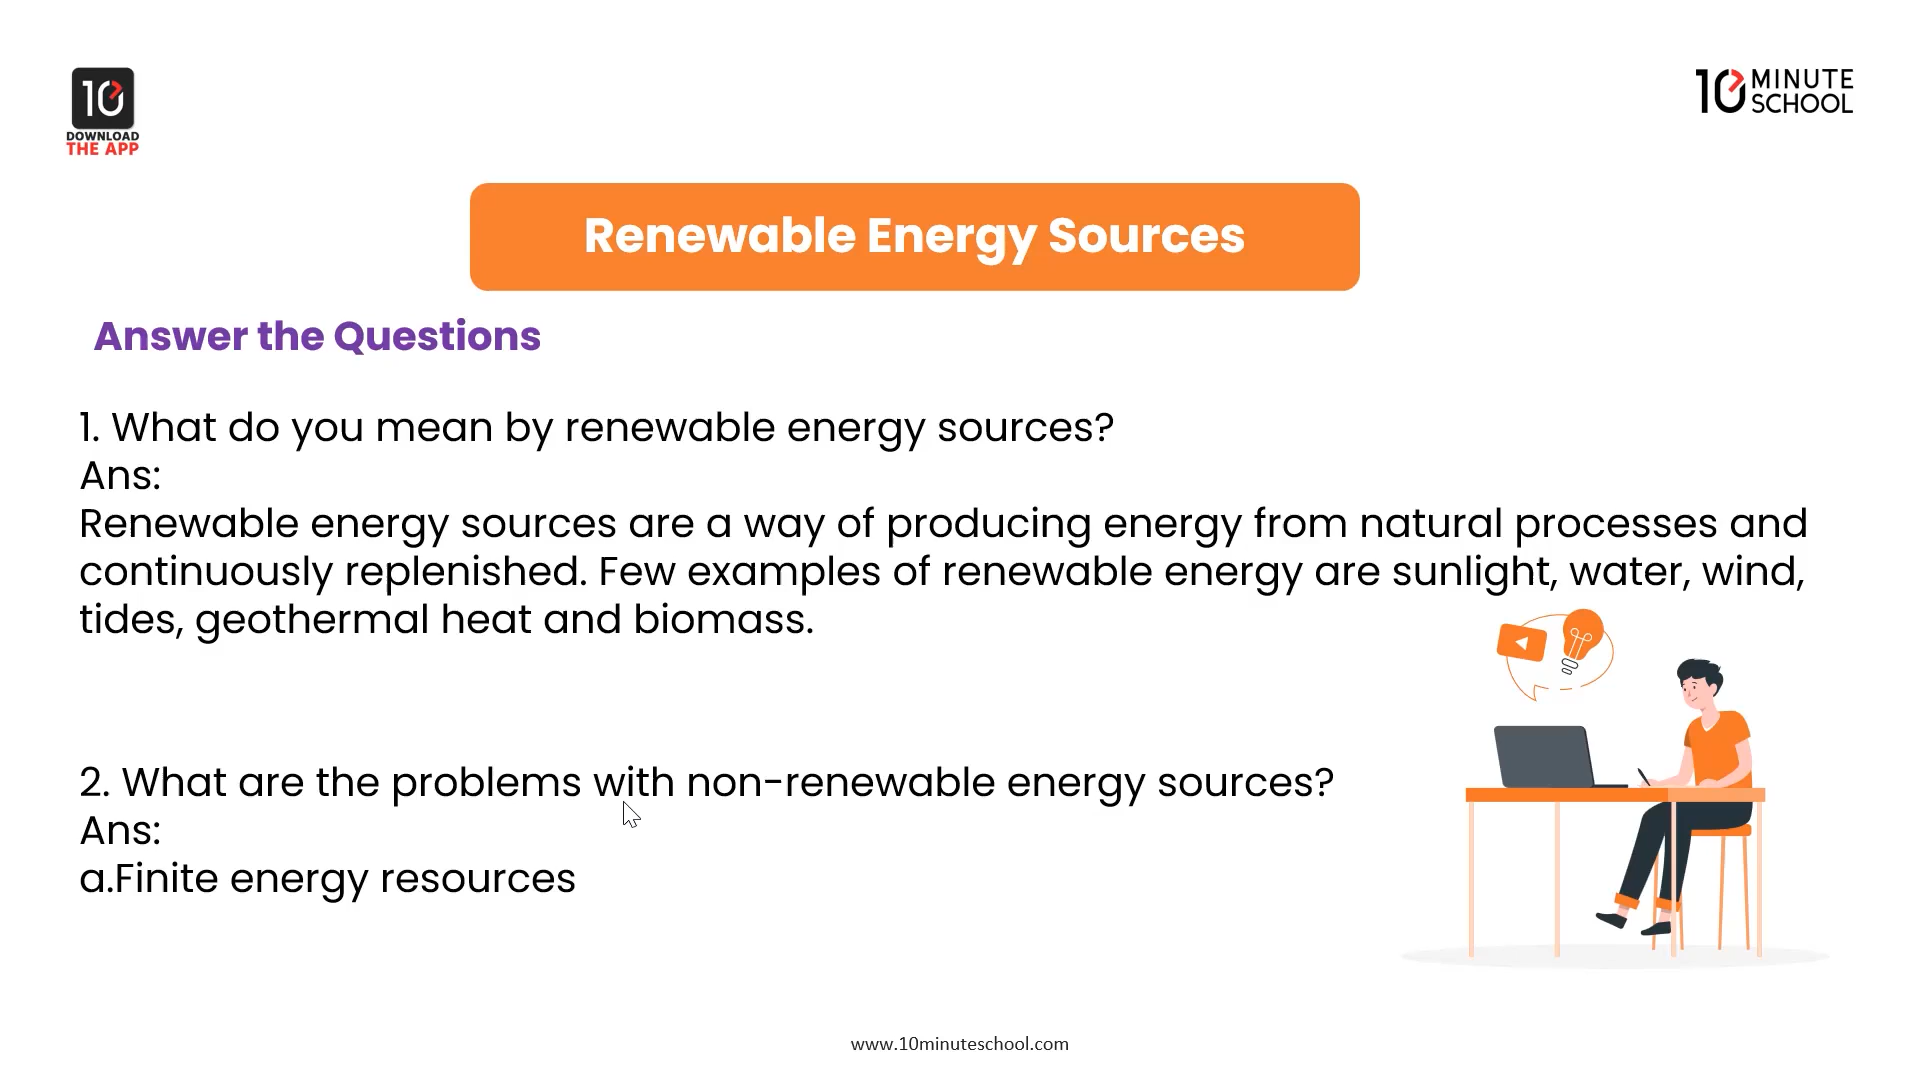 10
DOWNLOAD
THE APP
10 MINUTE
SCHOOL
Renewable Energy Sources
Answer the Questions
1. What do you mean by renewable energy sources?
Ans:
Renewable energy sources are a way of producing energy from natural processes and
continuously replenished. Few examples of renewable energy are sunlight, water, wind,
tides, geothermal heat and biomass.
2. What are the problems with non-renewable energy sources?
Ans:
a.Finite energy resources
www.10minuteschool.com